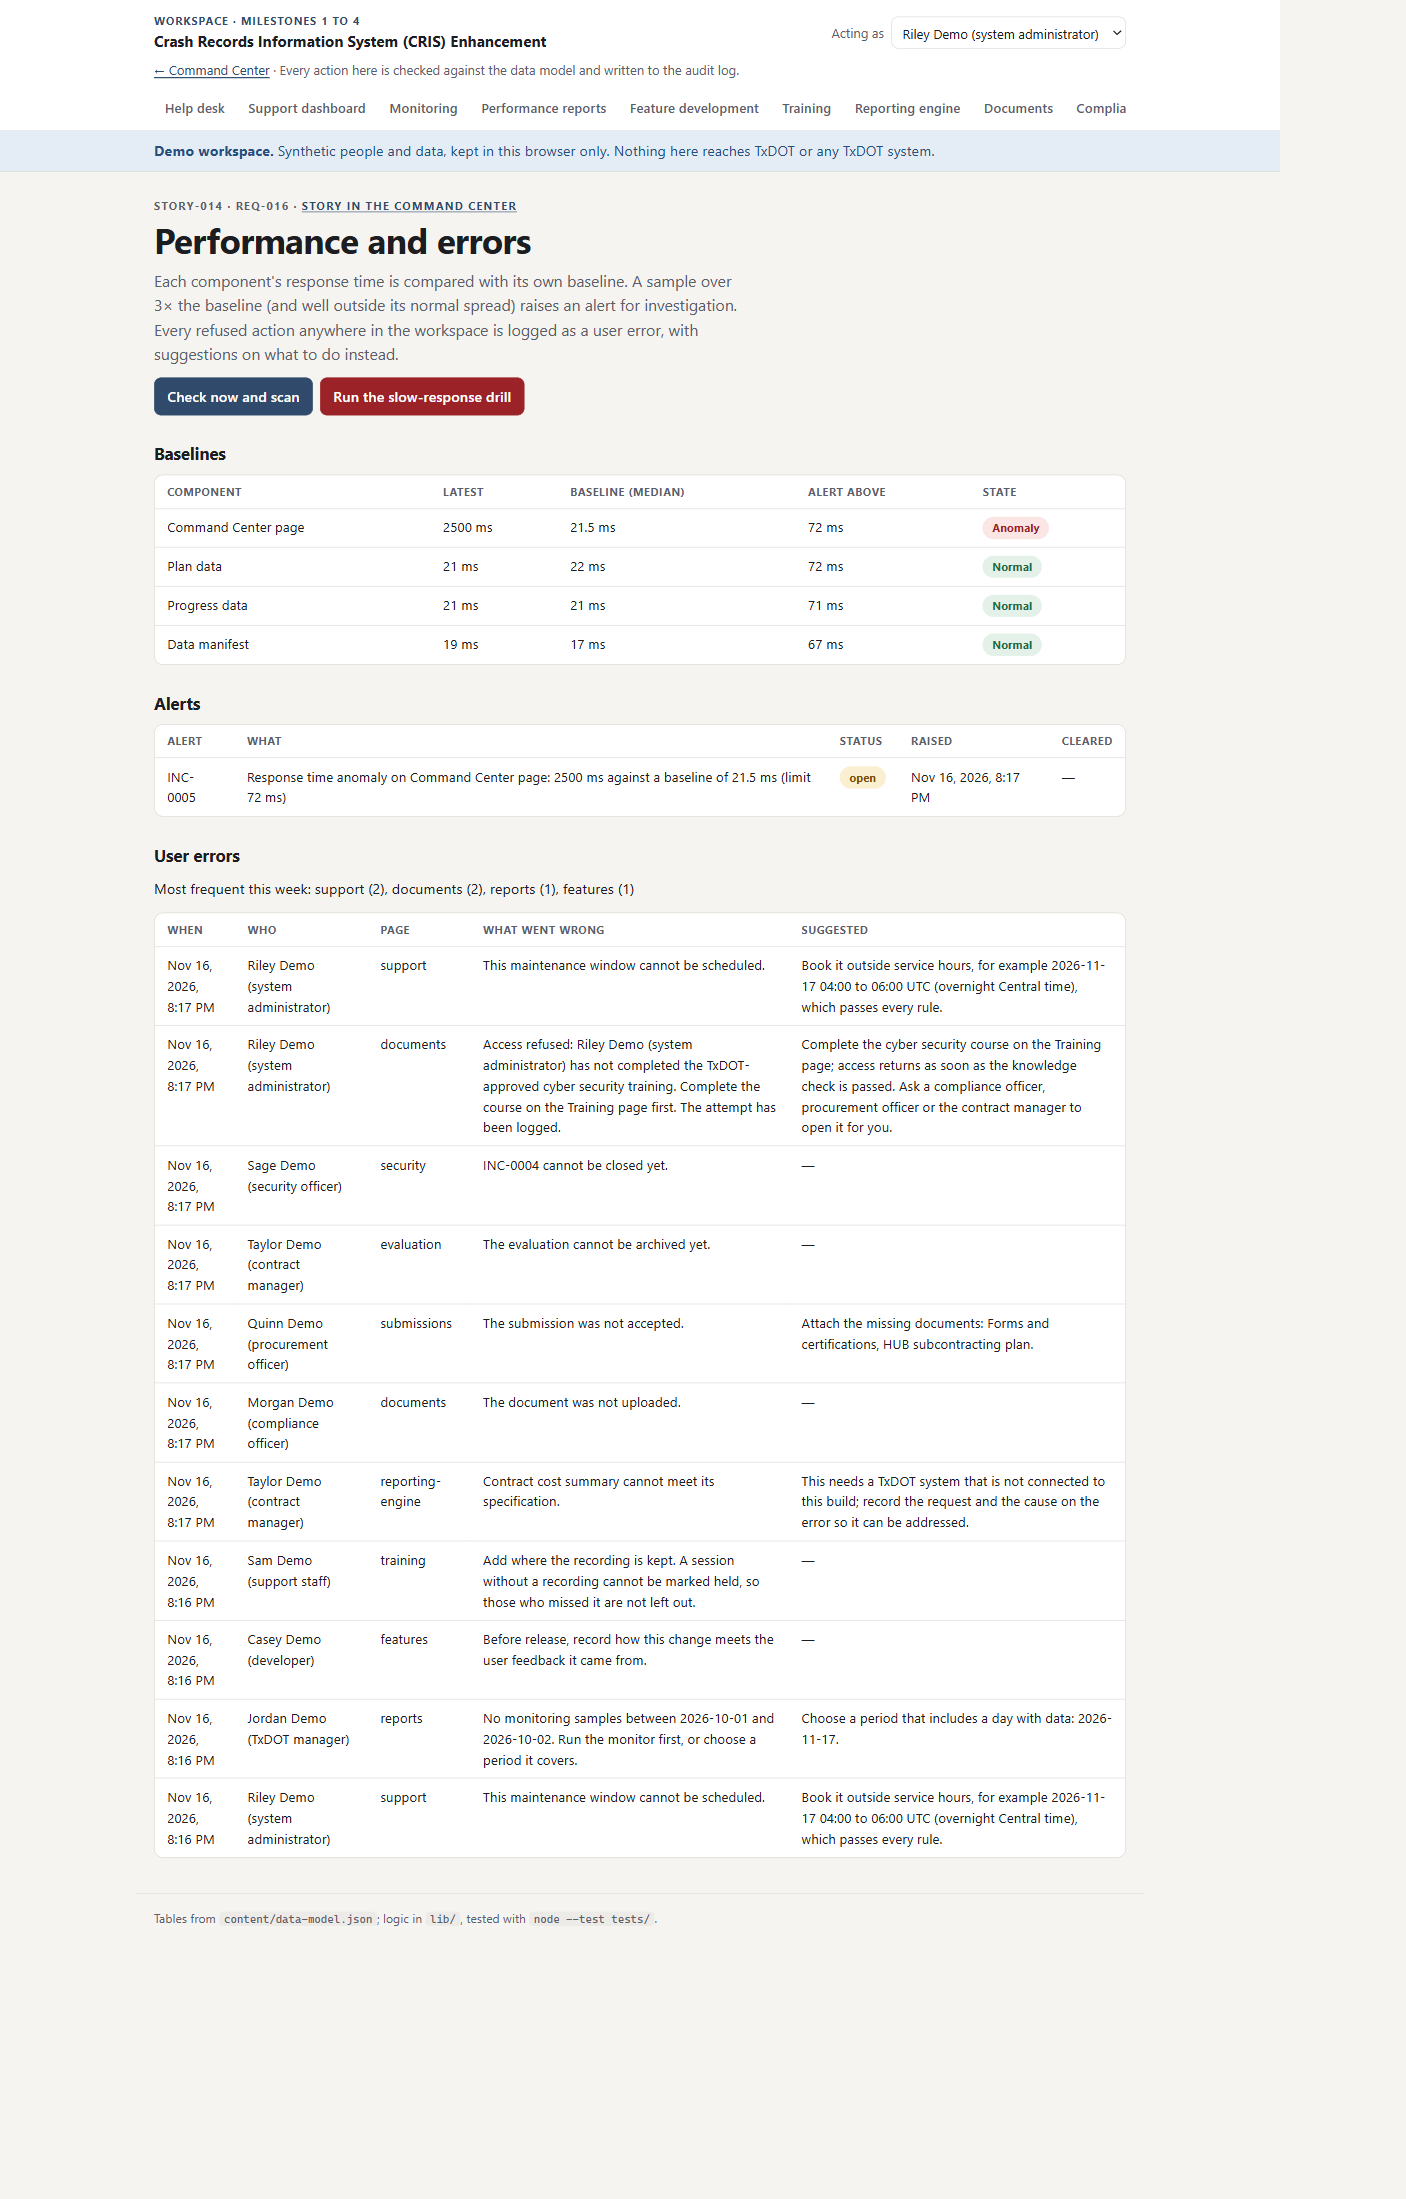 WORKSPACE · MILESTONES 1 TO 4
Crash Records Information System (CRIS) Enhancement
Acting as Riley Demo (system administrator)
← Command Center · Every action here is checked against the data model and written to the audit log.
Help desk Support dashboard Monitoring Performance reports Feature development Training Reporting engine Documents Complia
Demo workspace. Synthetic people and data, kept in this browser only. Nothing here reaches TxDOT or any TxDOT system.
STORY-014 · REQ-016 · STORY IN THE COMMAND CENTER
Performance and errors
Each component's response time is compared with its own baseline. A sample over
3× the baseline (and well outside its normal spread) raises an alert for investigation.
Every refused action anywhere in the workspace is logged as a user error, with
suggestions on what to do instead.
Check now and scan Run the slow-response drill
Baselines
COMPONENT LATEST BASELINE (MEDIAN) ALERT ABOVE STATE
Command Center page 2500 ms 21.5 ms 72 ms Anomaly
Plan data 21 ms 22 ms 72 ms Normal
Progress data 21 ms 21 ms 71 ms Normal
Data manifest 19 ms 17 ms 67 ms Normal
Alerts
ALERT WHAT STATUS RAISED CLEARED
INC- Response time anomaly on Command Center page: 2500 ms against a baseline of 21.5 ms (limit open Nov 16, 2026, 8:17 —
0005 72 ms) PM
User errors
Most frequent this week: support (2), documents (2), reports (1), features (1)
WHEN WHO PAGE WHAT WENT WRONG SUGGESTED
Nov 16, Riley Demo support This maintenance window cannot be scheduled. Book it outside service hours, for example 2026-11-
2026, (system 17 04:00 to 06:00 UTC (overnight Central time),
8:17 PM administrator) which passes every rule.
Nov 16, Riley Demo documents Access refused: Riley Demo (system Complete the cyber security course on the Training
2026, (system administrator) has not completed the TxDOT- page; access returns as soon as the knowledge
8:17 PM administrator) approved cyber security training. Complete the check is passed. Ask a compliance officer,
course on the Training page first. The attempt has procurement officer or the contract manager to
been logged. open it for you.
Nov 16, Sage Demo security INC-0004 cannot be closed yet. —
2026, (security officer)
8:17 PM
Nov 16, Taylor Demo evaluation The evaluation cannot be archived yet. —
2026, (contract
8:17 PM manager)
Nov 16, Quinn Demo submissions The submission was not accepted. Attach the missing documents: Forms and
2026, (procurement certifications, HUB subcontracting plan.
8:17 PM officer)
Nov 16, Morgan Demo documents The document was not uploaded. —
2026, (compliance
8:17 PM officer)
Nov 16, Taylor Demo reporting- Contract cost summary cannot meet its This needs a TxDOT system that is not connected to
2026, (contract engine specification. this build; record the request and the cause on the
8:17 PM manager) error so it can be addressed.
Nov 16, Sam Demo training Add where the recording is kept. A session —
2026, (support staff) without a recording cannot be marked held, so
8:16 PM those who missed it are not left out.
Nov 16, Casey Demo features Before release, record how this change meets the —
2026, (developer) user feedback it came from.
8:16 PM
Nov 16, Jordan Demo reports No monitoring samples between 2026-10-01 and Choose a period that includes a day with data: 2026-
2026, (TxDOT manager) 2026-10-02. Run the monitor first, or choose a 11-17.
8:16 PM period it covers.
Nov 16, Riley Demo support This maintenance window cannot be scheduled. Book it outside service hours, for example 2026-11-
2026, (system 17 04:00 to 06:00 UTC (overnight Central time),
8:16 PM administrator) which passes every rule.
Tables from content/data-model.json; logic in lib/, tested with node --test tests/.